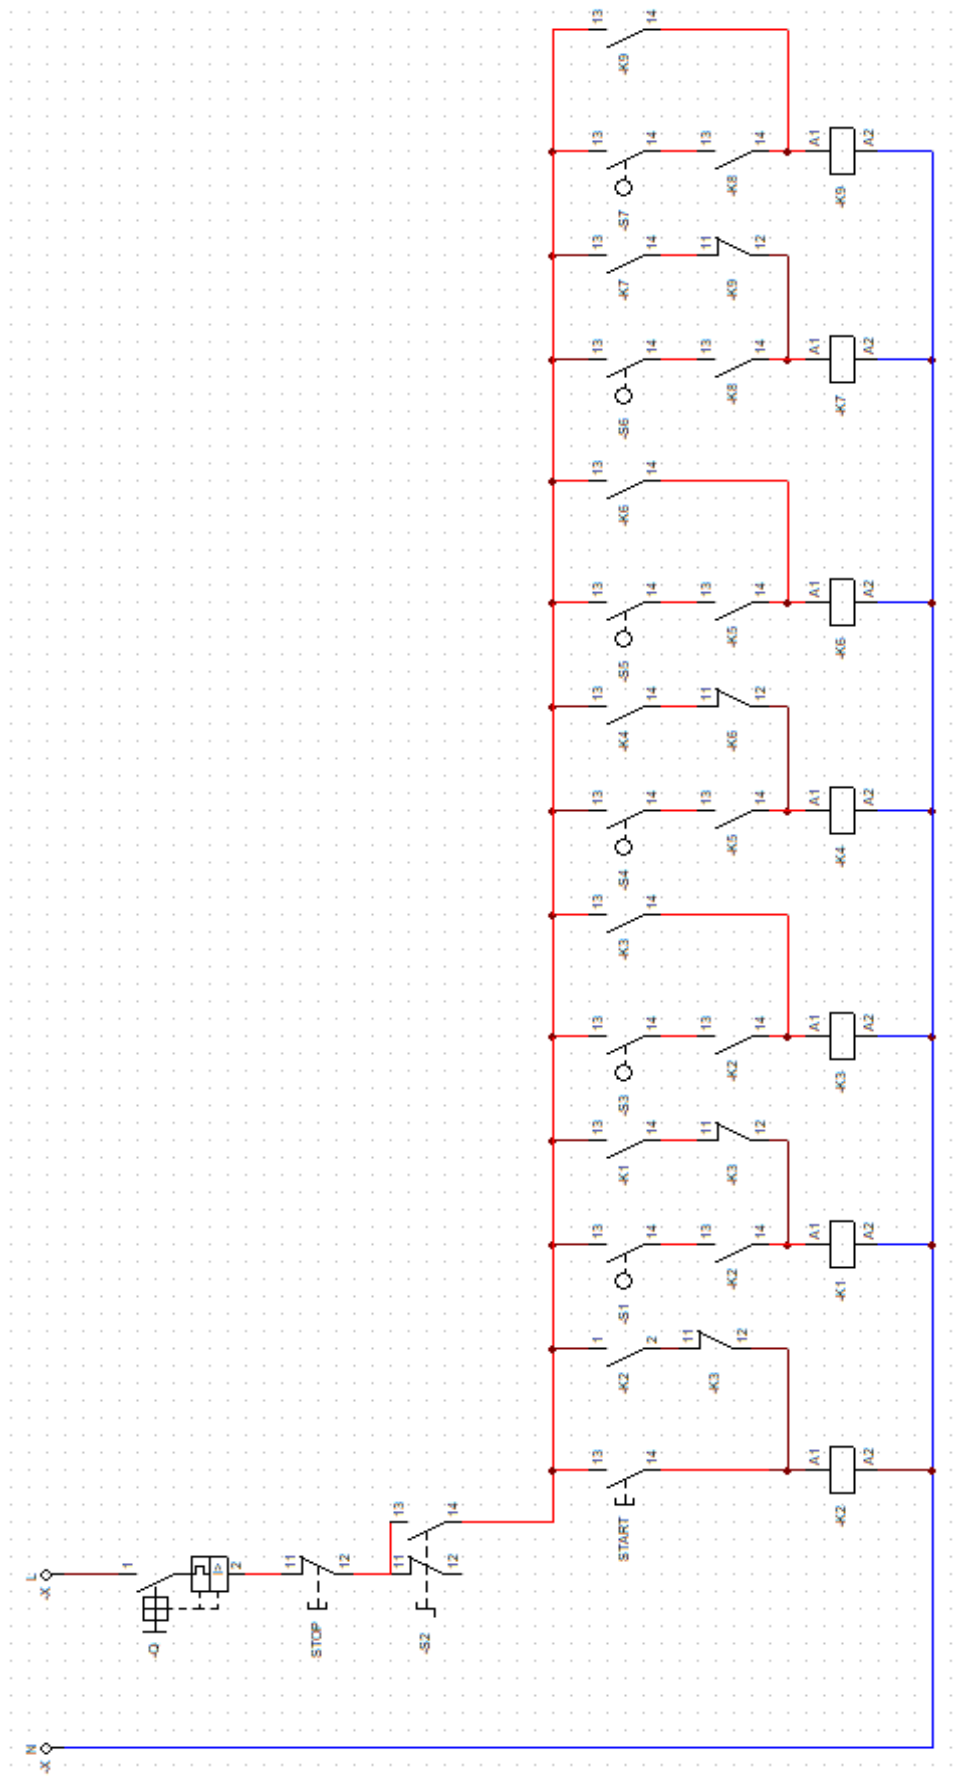 13
14
-K9
13
14
13
14
A1
A2
-S7
-K8
-K9
13
14
11
12
-K7
-K9
13
14
13
14
A1
A2
-S6
-K8
-K7
13
14
-K6
13
14
13
14
A1
A2
-S5
-K5
-K6
13
14
11
12
-K4
-K6
13
14
13
14
A1
A2
-S4
-K5
-K4
13
14
-K3
13
14
13
14
A1
A2
-S3
-K2
-K3
13
14
11
12
-K1
-K3
13
14
13
14
A1
A2
-S1
-K2
-K1
1
2
11
12
-K2
-K3
13
14
A1
A2
START
-K2
13
14
L
-X
1
2
I>
11
12
11
12
-Q
STOP
-S2
N
-X